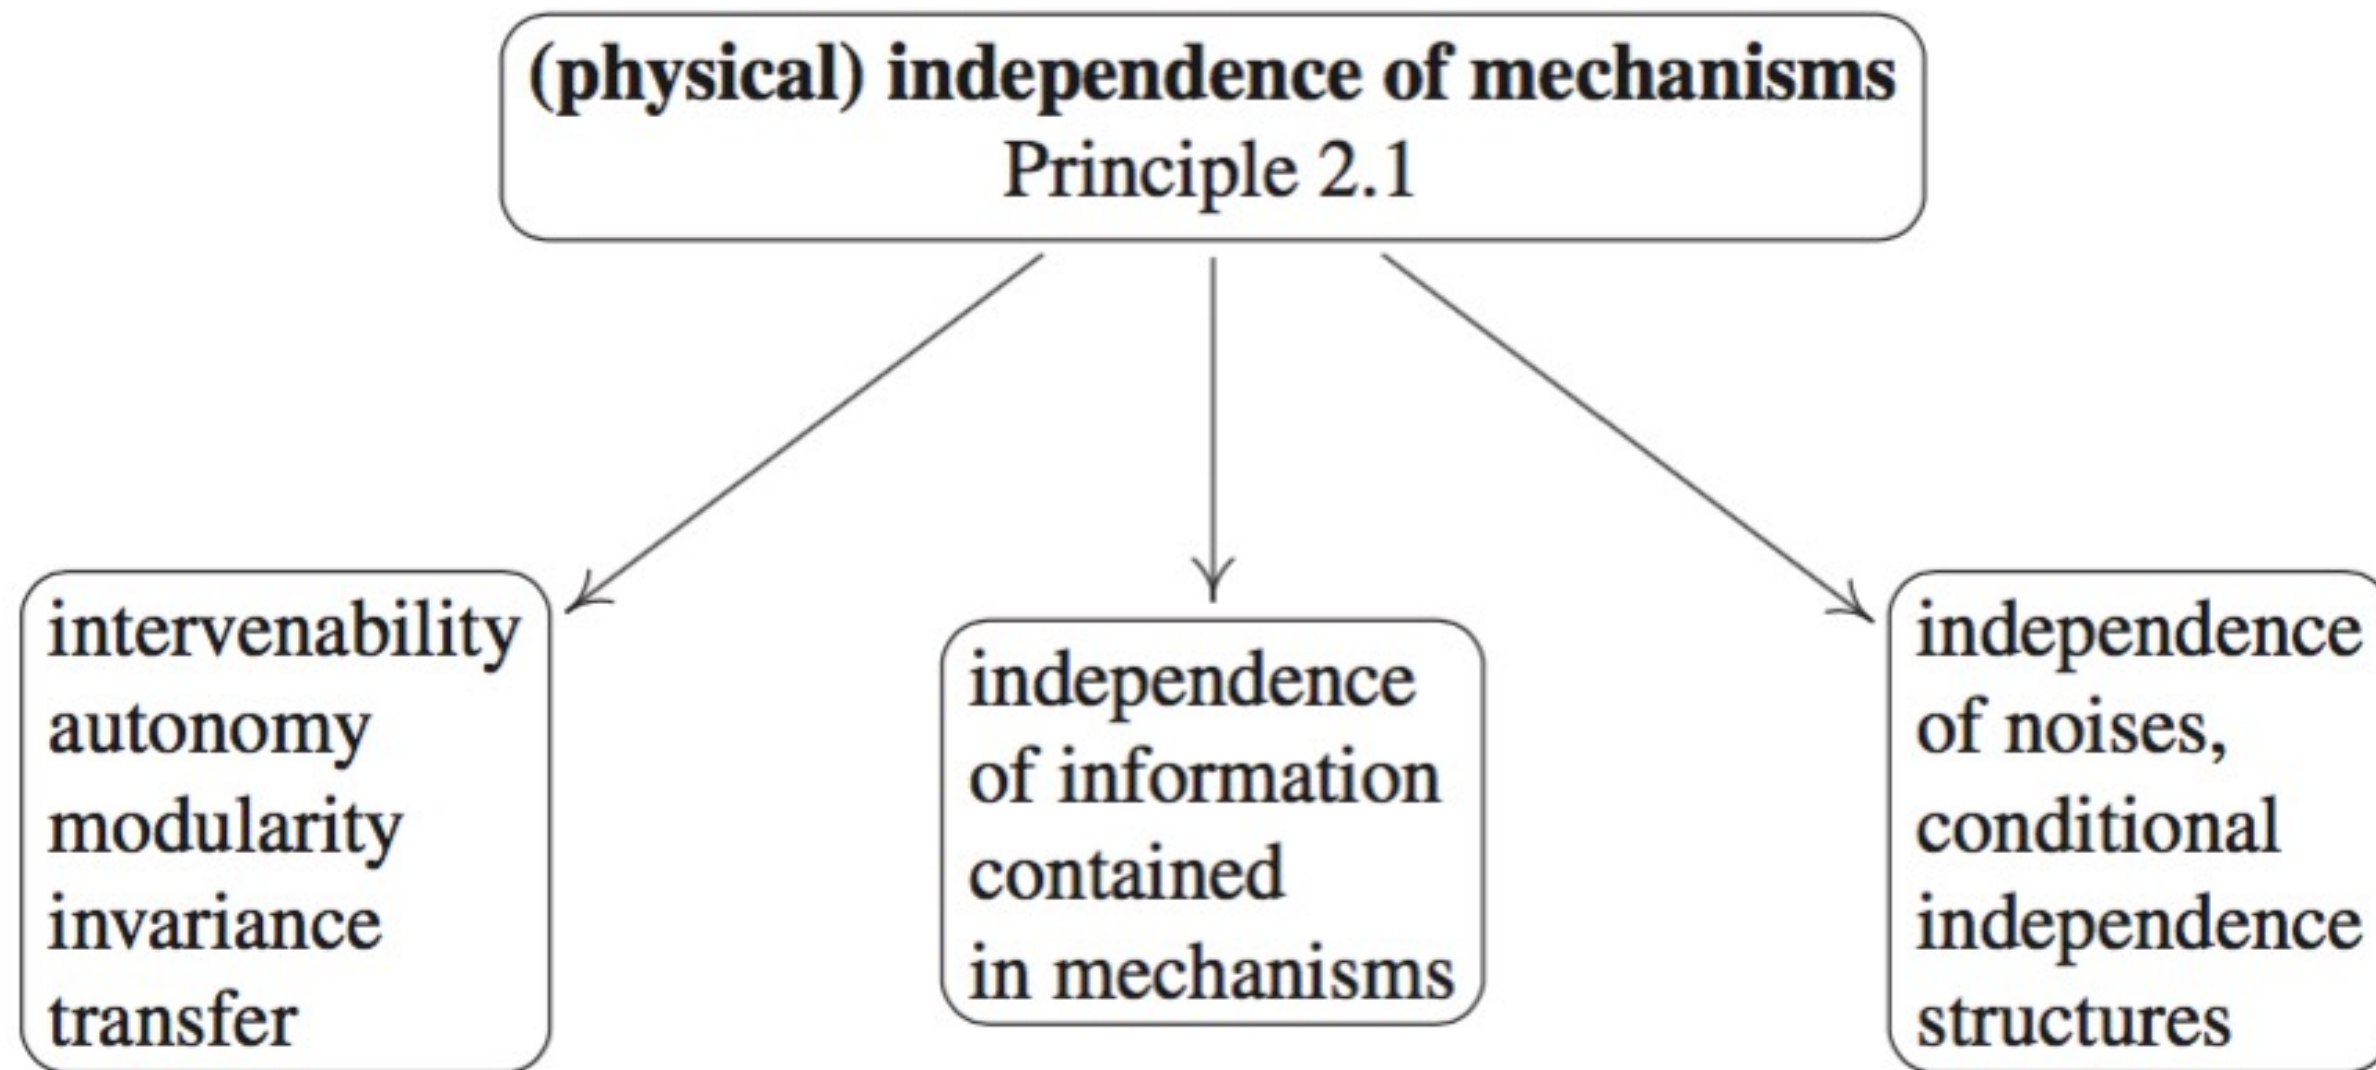 (physical) independence of mechanisms
Principle 2.1
intervenability
autonomy
modularity
invariance
transfer
independence
of information
contained
in mechanisms
independence
of noises,
conditional
independence
structures